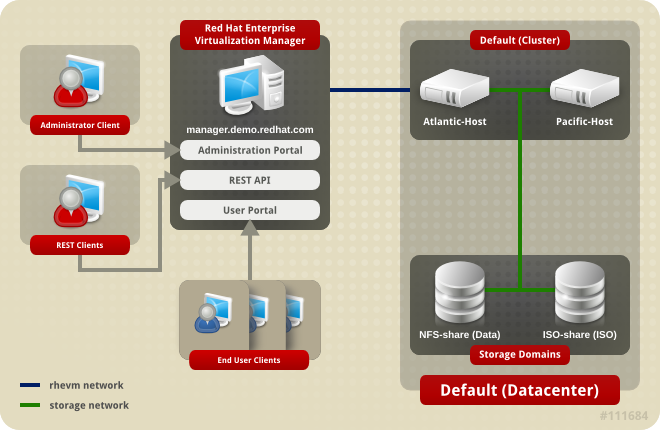 Red Hat Enterprise
Virtualization Manager
manager.demo.redhat.com
Administration Portal
REST API
User Portal
Administrator Client
REST Clients
End User Clients
Default (Cluster)
Atlantic-Host
Pacific-Host
NFS-share (Data)
ISO-share (ISO)
Storage Domains
Default (Datacenter)
rhevm network
storage network
#111684